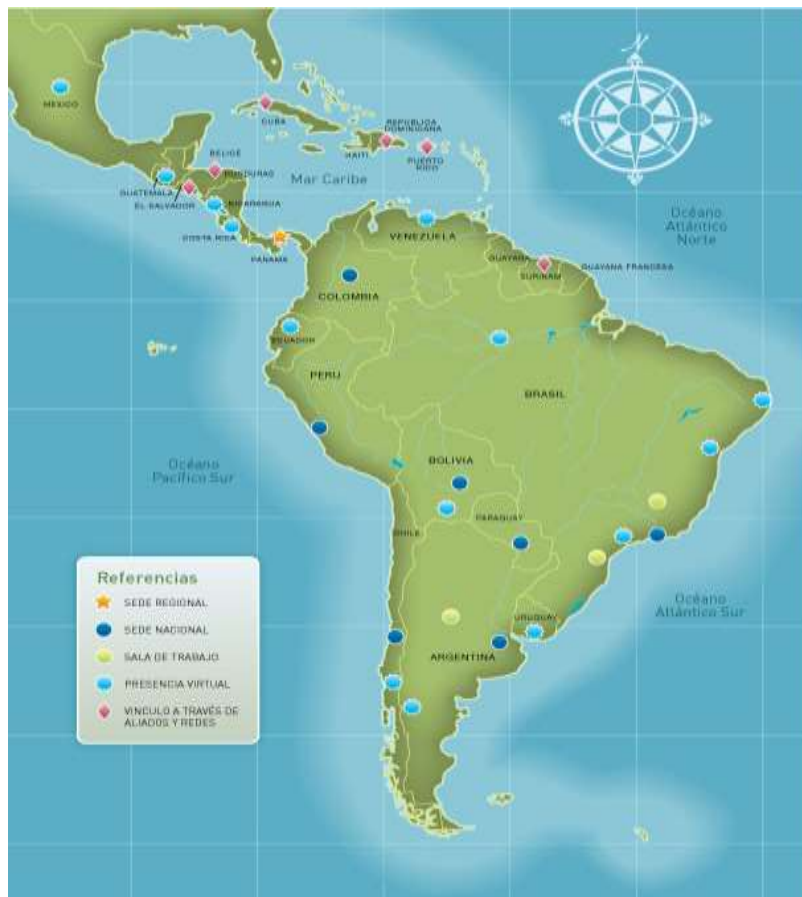 N
MEXICO
CUBA
REPÚBLICA
DOMINICANA
HAITI
PUERTO
RICO
BELICE
HONDURAS
Mar Caribe
GUATEMALA
EL SALVADOR
NICARAGUA
COSTA RICA
PANAMA
Océano
Atlántico
Norte
VENEZUELA
GUAYANA
SURINAM
GUAYANA FRANCESA
COLOMBIA
ECUADOR
PERU
BRASIL
Océano
Pacífico Sur
BOLIVIA
PARAGUAY
CHILE
Océano
Atlántico Sur
URUGUAY
ARGENTINA
Referencias
SEDE REGIONAL
SEDE NACIONAL
SALA DE TRABAJO
PRESENCIA VIRTUAL
VINCULO A TRAVÉS DE
ALIADOS Y REDES